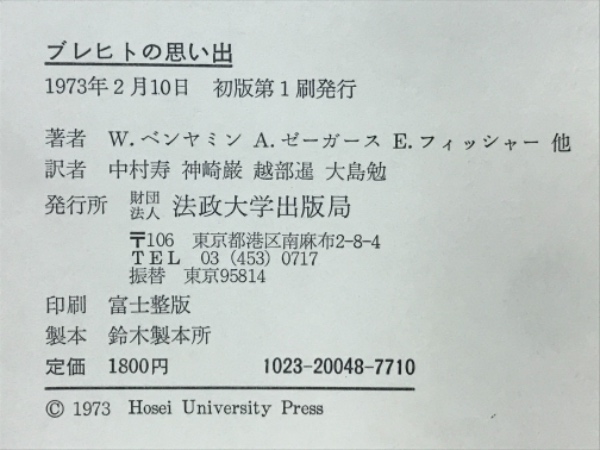 ブレヒトの思い出
1973年2月10日 初版第1刷発行
著者 W.ベンヤミン A.ゼーガース E.フィッシャー 他
訳者 中村寿 神崎巌 越部暹 大島勉
発行所 財団法人 法政大学出版局
〒106 東京都港区南麻布2-8-4
TEL 03 (453) 0717
振替 東京95814
印刷 富士整版
製本 鈴木製本所
定価 1800円 1023-20048-7710
© 1973 Hosei University Press